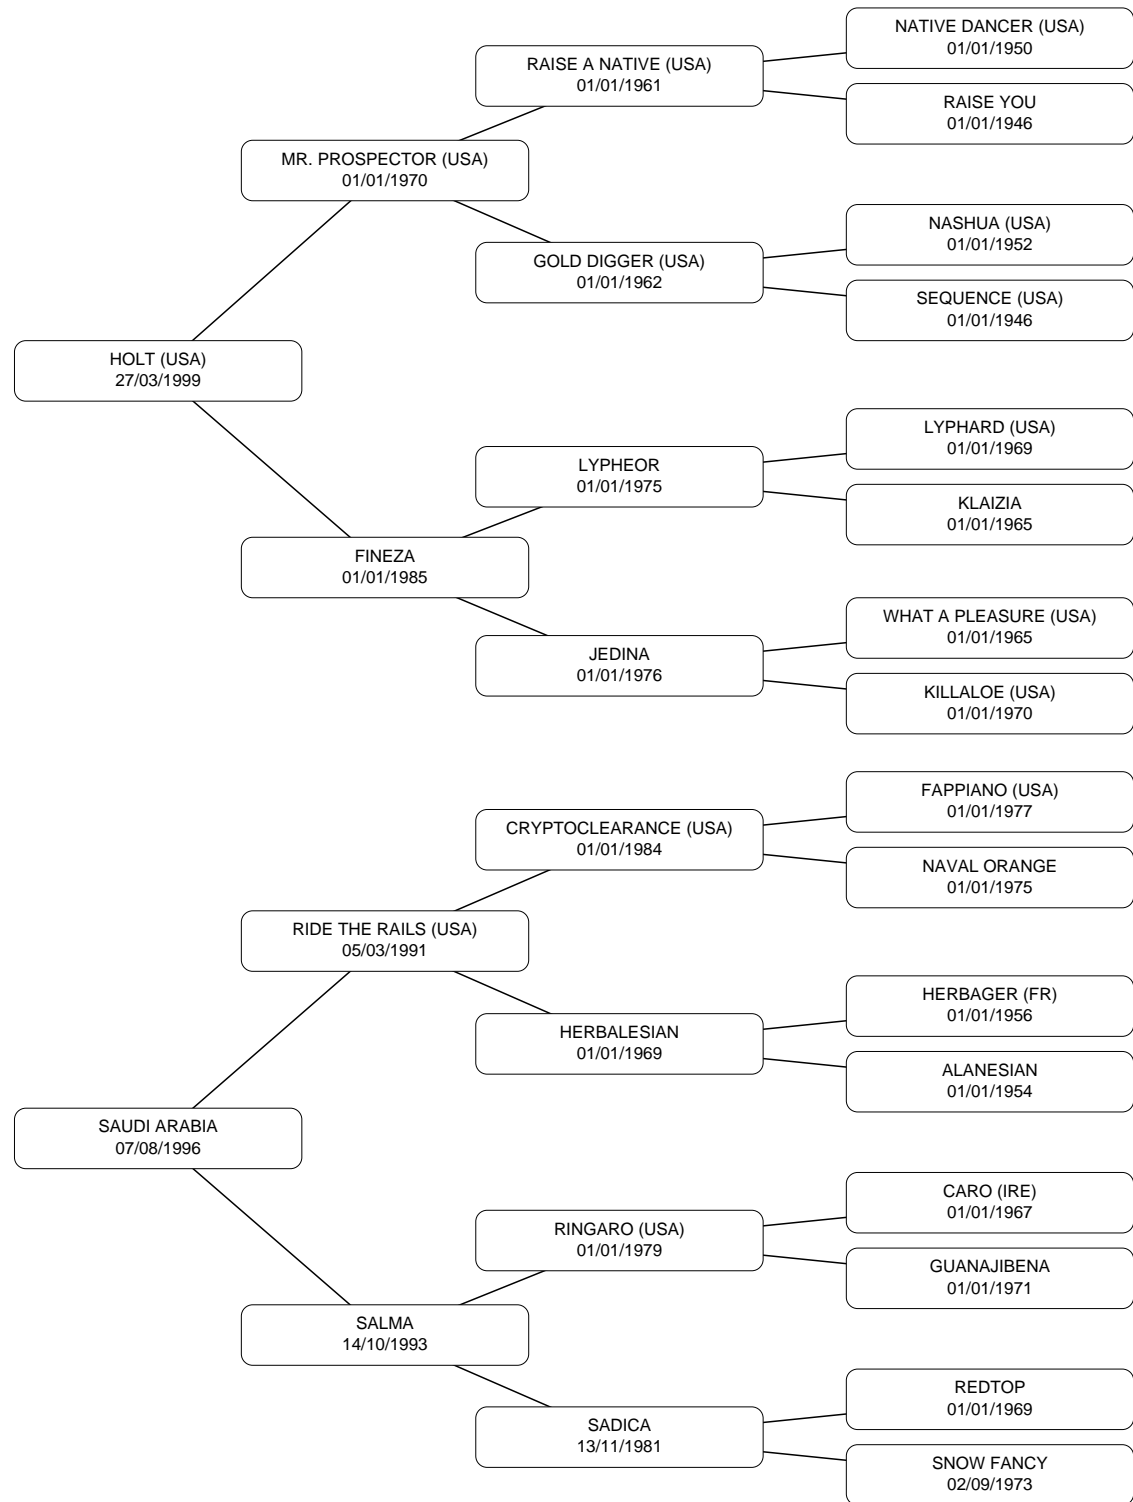 NATIVE DANCER (USA)
01/01/1950
RAISE A NATIVE (USA)
01/01/1961
RAISE YOU
01/01/1946
MR. PROSPECTOR (USA)
01/01/1970
NASHUA (USA)
01/01/1952
GOLD DIGGER (USA)
01/01/1962
SEQUENCE (USA)
01/01/1946
HOLT (USA)
27/03/1999
LYPHARD (USA)
01/01/1969
LYPHEOR
01/01/1975
KLAIZIA
01/01/1965
FINEZA
01/01/1985
WHAT A PLEASURE (USA)
01/01/1965
JEDINA
01/01/1976
KILLALOE (USA)
01/01/1970
FAPPIANO (USA)
01/01/1977
CRYPTOCLEARANCE (USA)
01/01/1984
NAVAL ORANGE
01/01/1975
RIDE THE RAILS (USA)
05/03/1991
HERBAGER (FR)
01/01/1956
HERBALESIAN
01/01/1969
ALANESIAN
01/01/1954
SAUDI ARABIA
07/08/1996
CARO (IRE)
01/01/1967
RINGARO (USA)
01/01/1979
GUANAJIBENA
01/01/1971
SALMA
14/10/1993
REDTOP
01/01/1969
SADICA
13/11/1981
SNOW FANCY
02/09/1973